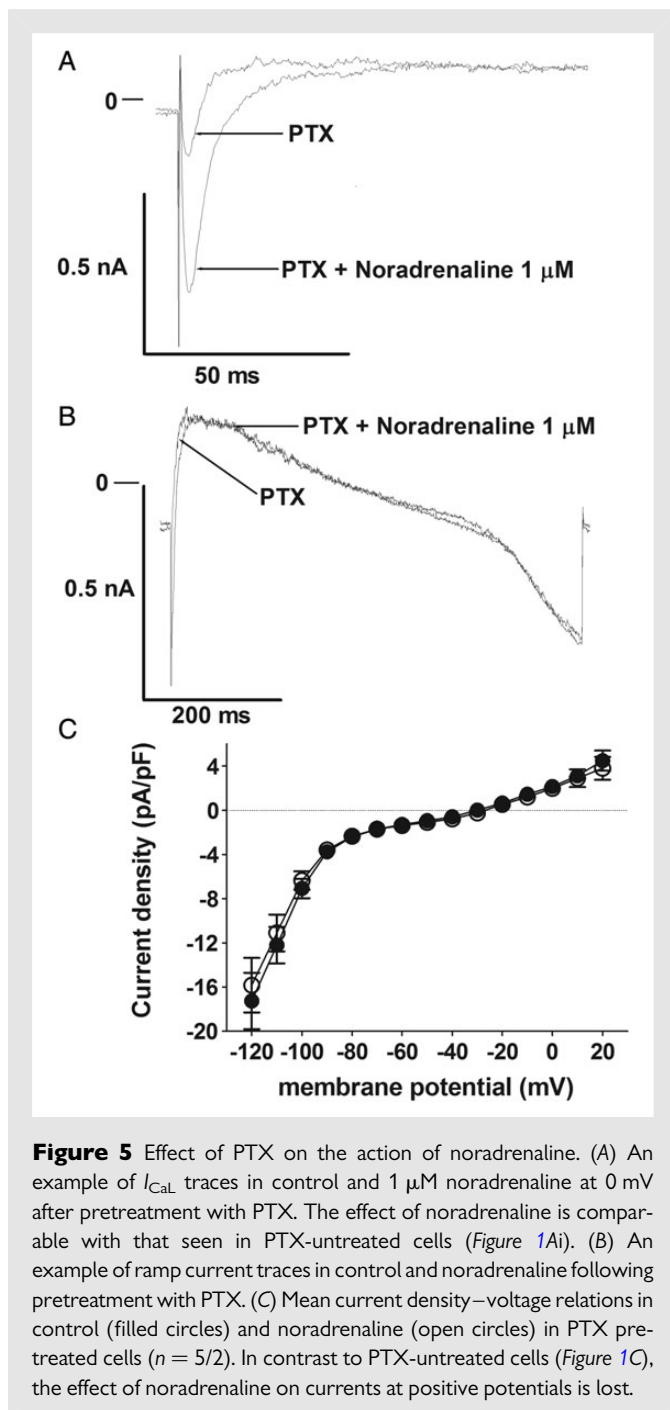 A
0
PTX
0.5 nA
PTX + Noradrenaline 1 μM
50 ms
B
PTX + Noradrenaline 1 μM
0
PTX
0.5 nA
200 ms
C
Current density (pA/pF)
4
0
-4
-8
-12
-16
-20
-120 -100 -80 -60 -40 -20 0 20
membrane potential (mV)
Figure 5 Effect of PTX on the action of noradrenaline. (A) An
example of ICaL traces in control and 1 μM noradrenaline at 0 mV
after pretreatment with PTX. The effect of noradrenaline is compar-
able with that seen in PTX-untreated cells (Figure 1Ai). (B) An
example of ramp current traces in control and noradrenaline following
pretreatment with PTX. (C) Mean current density–voltage relations in
control (filled circles) and noradrenaline (open circles) in PTX pre-
treated cells (n = 5/2). In contrast to PTX-untreated cells (Figure 1C),
the effect of noradrenaline on currents at positive potentials is lost.